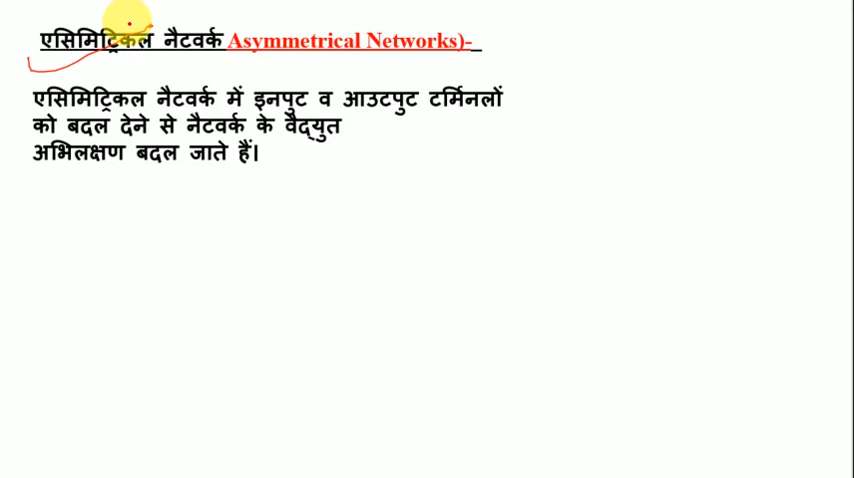 एसिमिट्रिकल नैटवर्क Asymmetrical Networks)-
एसिमिट्रिकल नैटवर्क में इनपुट व आउटपुट टर्मिनलों
को बदल देने से नैटवर्क के वैद्युत
अभिलक्षण बदल जाते हैं।